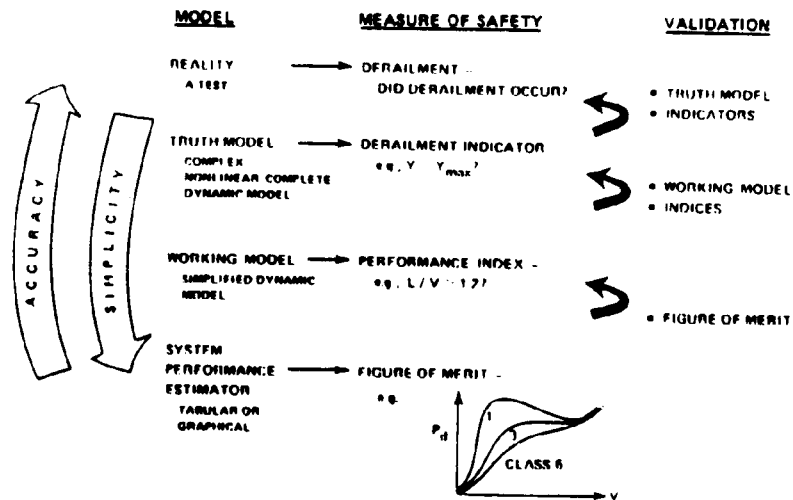 MODEL
MEASURE OF SAFETY
VALIDATION
REALITY
A TEST
DERAILMENT –
DID DERAILMENT OCCUR?
• TRUTH MODEL
• INDICATORS
TRUTH MODEL
COMPLEX
NONLINEAR COMPLETE
DYNAMIC MODEL
DERAILMENT INDICATOR
e.g., Y Ymax?
• WORKING MODEL
• INDICES
WORKING MODEL
SIMPLIFIED DYNAMIC
MODEL
PERFORMANCE INDEX –
e.g., L / V
• FIGURE OF MERIT
SYSTEM
PERFORMANCE
ESTIMATOR
TABULAR OR
GRAPHICAL
FIGURE OF MERIT –
e.g.
Pd
1
CLASS 6
V
ACCURACY
SIMPLICITY